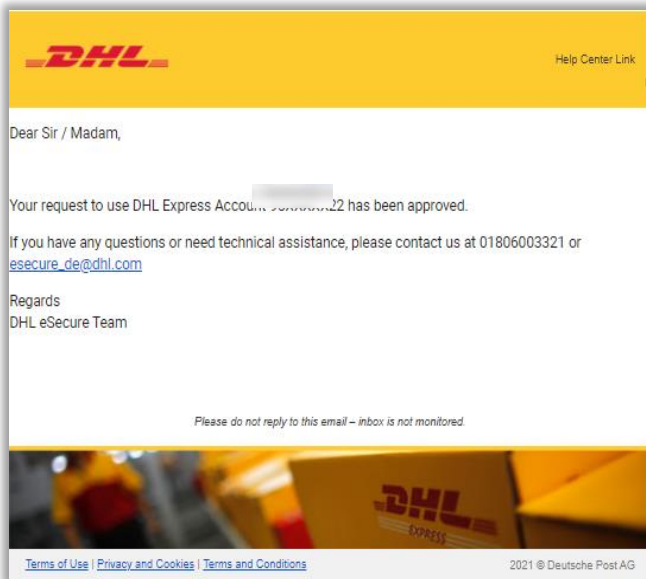 DHL
Help Center Link
Dear Sir / Madam,
Your request to use DHL Express Account 22 has been approved.
If you have any questions or need technical assistance, please contact us at 01806003321 or
esecure_de@dhl.com
Regards
DHL eSecure Team
Please do not reply to this email – inbox is not monitored.
DHL
EXPRESS
Terms of Use | Privacy and Cookies | Terms and Conditions
2021 © Deutsche Post AG